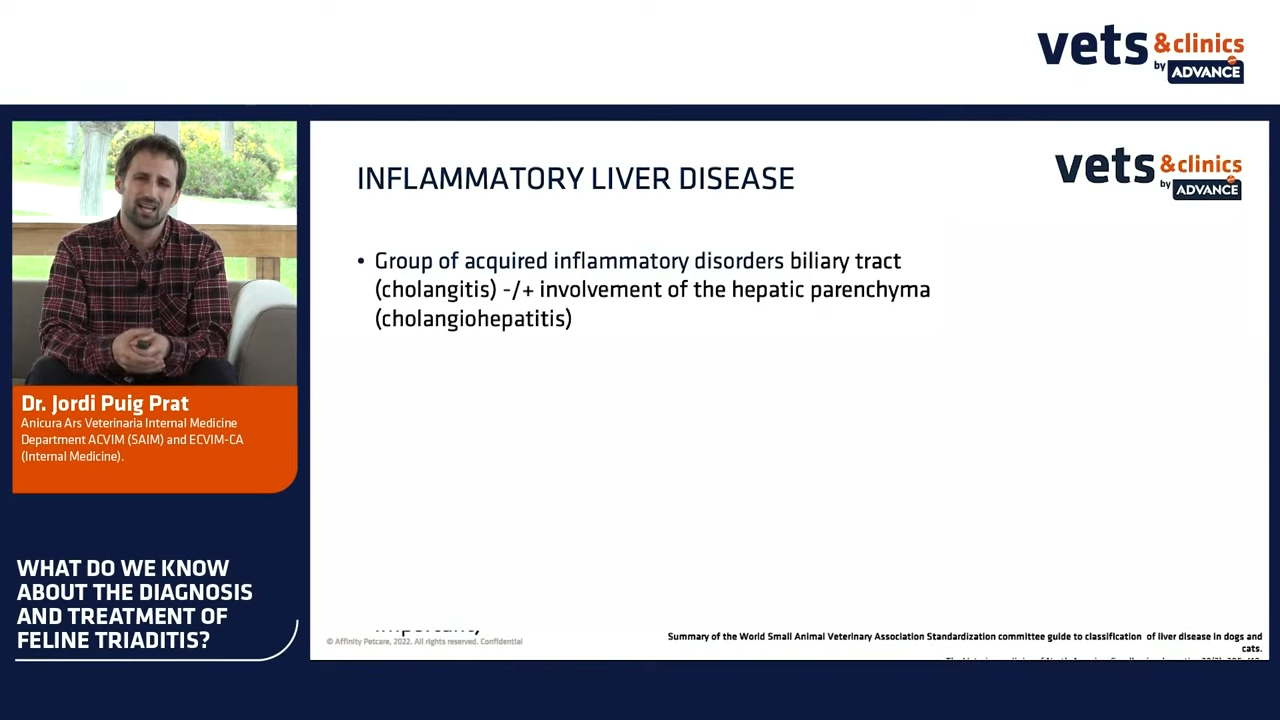 vets &clinics
by ADVANCE
vets &clinics
by ADVANCE
INFLAMMATORY LIVER DISEASE
• Group of acquired inflammatory disorders biliary tract
(cholangitis) -/+ involvement of the hepatic parenchyma
(cholangiohepatitis)
Dr. Jordi Puig Prat
Anicura Ars Veterinaria Internal Medicine
Department ACVIM (SAIM) and ECVIM-CA
(Internal Medicine).
WHAT DO WE KNOW
ABOUT THE DIAGNOSIS
AND TREATMENT OF
FELINE TRIADITIS?
© Affinity Petcare, 2022. All rights reserved. Confidential
Summary of the World Small Animal Veterinary Association Standardization committee guide to classification of liver disease in dogs and
cats.